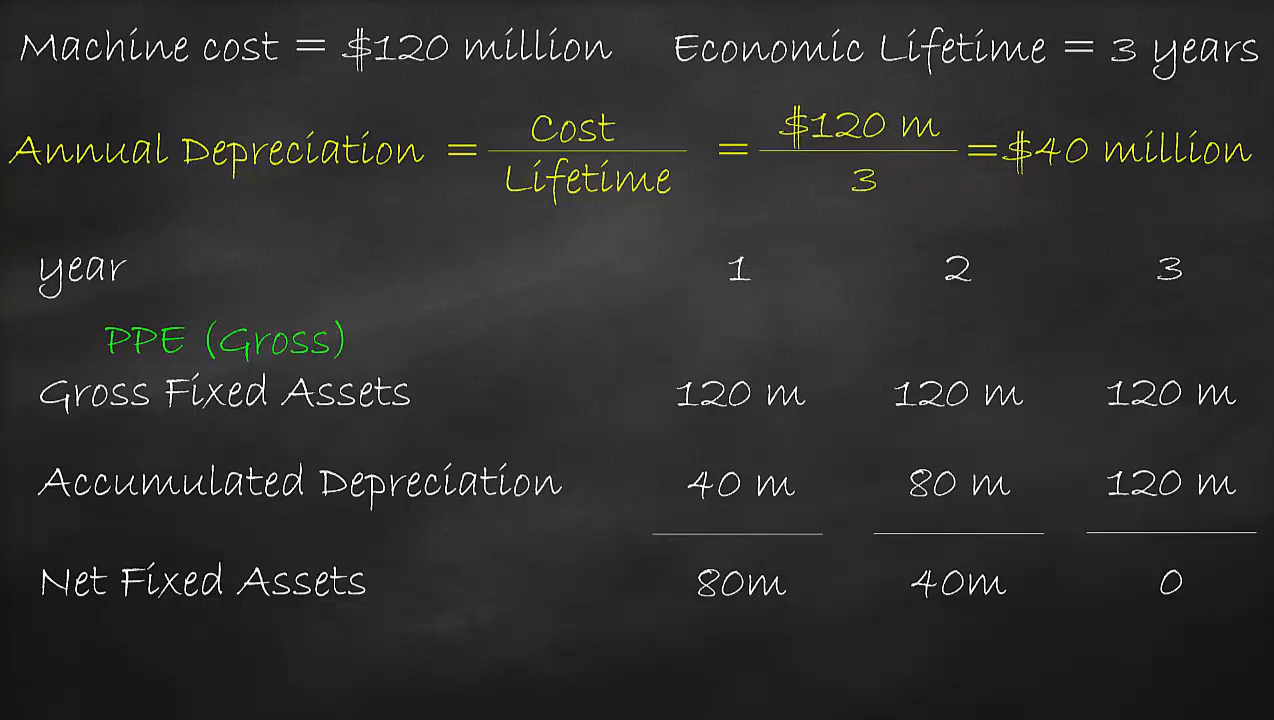 Machine cost = $120 million Economic Lifetime = 3 years
Annual Depreciation = Cost / Lifetime = $120 m / 3 = $40 million
year 1 2 3
PPE (Gross)
Gross Fixed Assets 120 m 120 m 120 m
Accumulated Depreciation 40 m 80 m 120 m
Net Fixed Assets 80m 40m 0